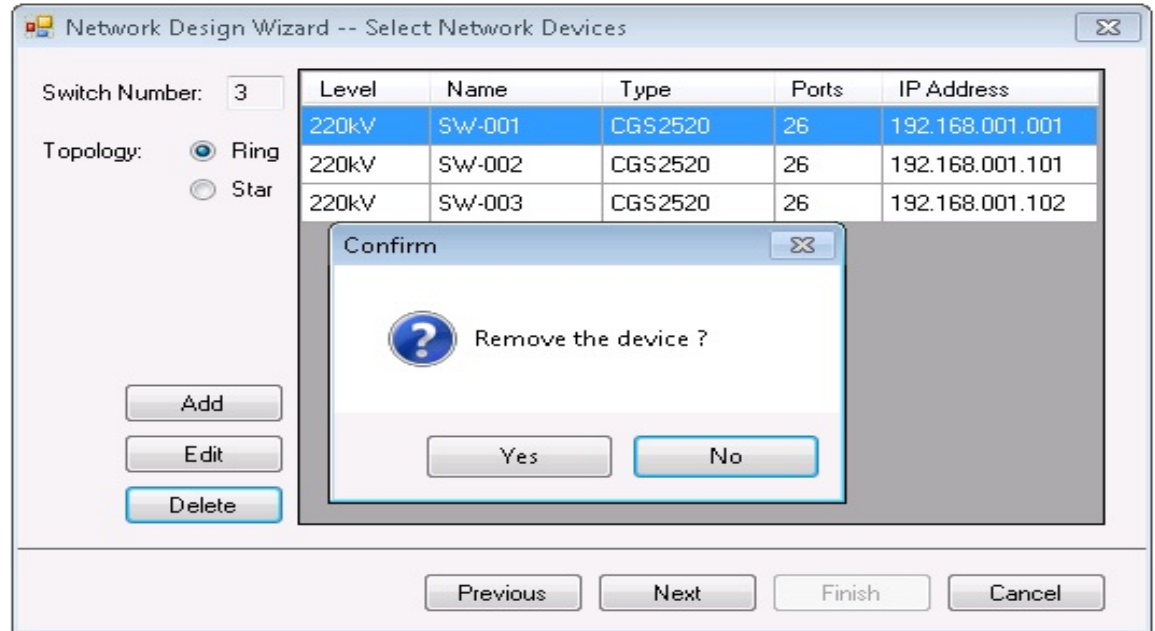 Network Design Wizard -- Select Network Devices
Switch Number: 3
Topology: Ring
Star
Level Name Type Ports IP Address
220kV SW-001 CGS2520 26 192.168.001.001
220kV SW-002 CGS2520 26 192.168.001.101
220kV SW-003 CGS2520 26 192.168.001.102
Confirm
?
Remove the device ?
Yes No
Add
Edit
Delete
Previous Next Finish Cancel